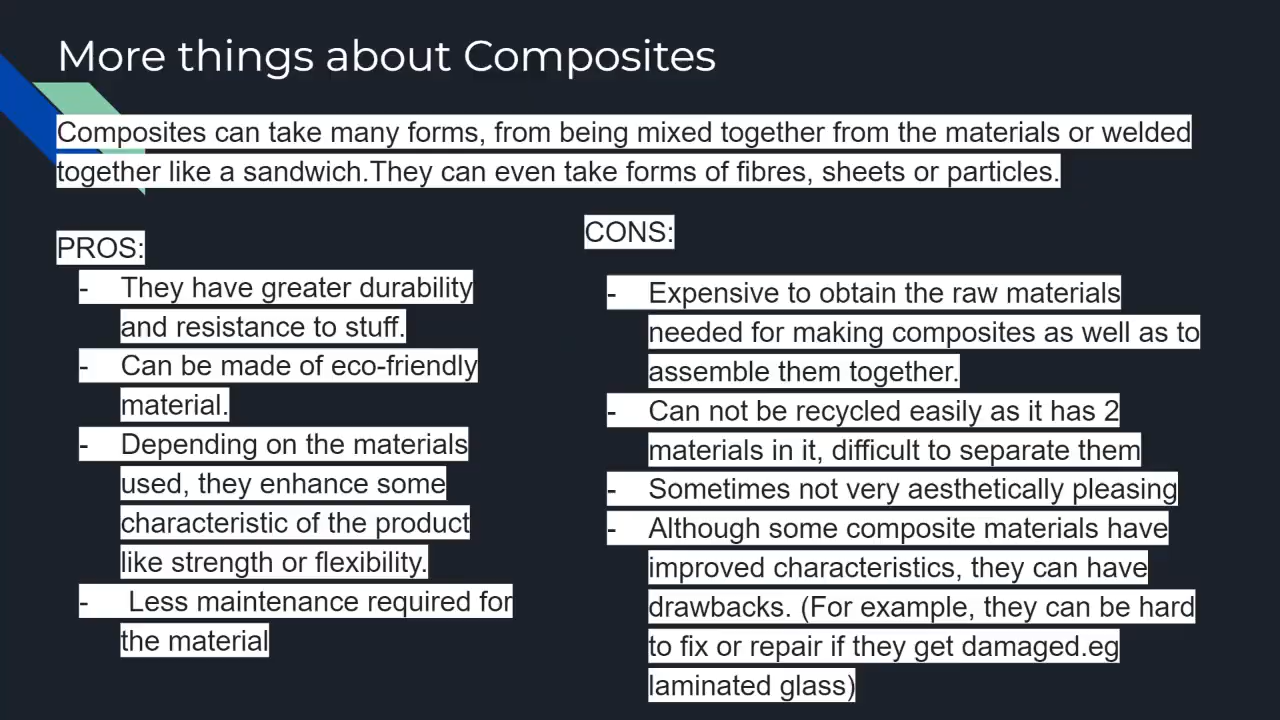 More things about Composites
Composites can take many forms, from being mixed together from the materials or welded
together like a sandwich.They can even take forms of fibres, sheets or particles.
PROS:
- They have greater durability
and resistance to stuff.
- Can be made of eco-friendly
material.
- Depending on the materials
used, they enhance some
characteristic of the product
like strength or flexibility.
- Less maintenance required for
the material
CONS:
- Expensive to obtain the raw materials
needed for making composites as well as to
assemble them together.
- Can not be recycled easily as it has 2
materials in it, difficult to separate them
- Sometimes not very aesthetically pleasing
- Although some composite materials have
improved characteristics, they can have
drawbacks. (For example, they can be hard
to fix or repair if they get damaged.eg
laminated glass)